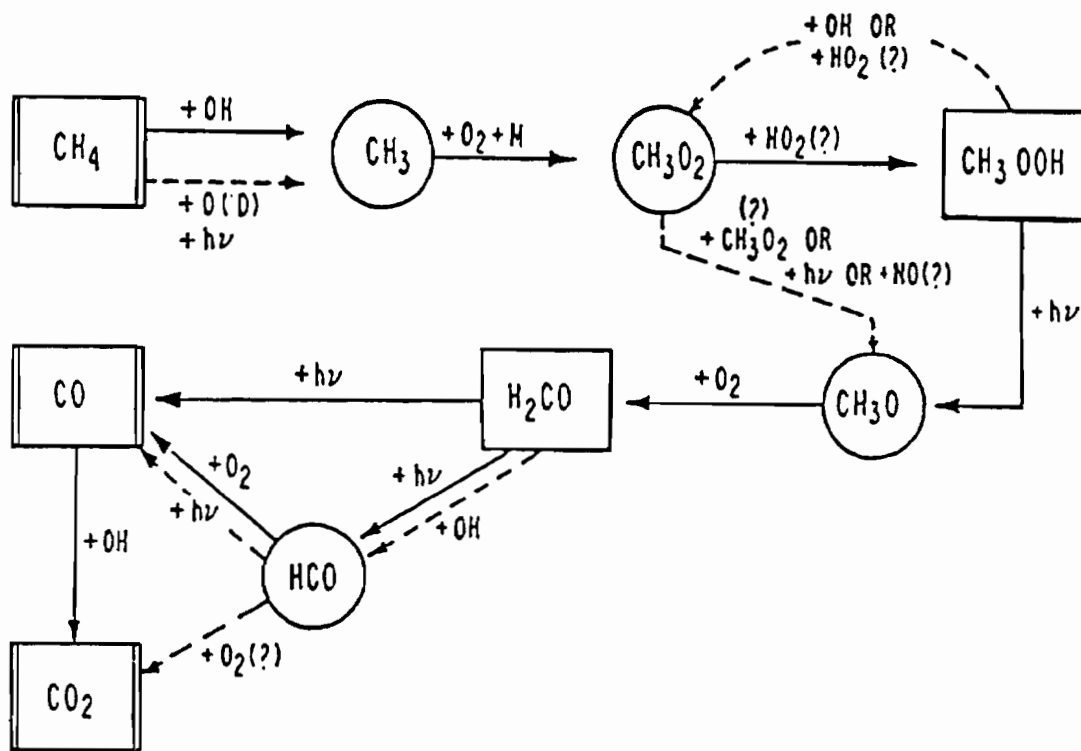 + OH OR
+ HO₂ (?)
CH₄
+ OH
+ O('D)
+ hν
CH₃
+ O₂ + M
CH₃O₂
+ HO₂(?)
CH₃ OOH
(?)
+ CH₃O₂ OR
+ hν OR + NO(?)
+ hν
CO
+ hν
H₂CO
+ O₂
CH₃O
+ O₂
+ hν
+ hν
+ OH
+ OH
HCO
+ O₂(?)
CO₂